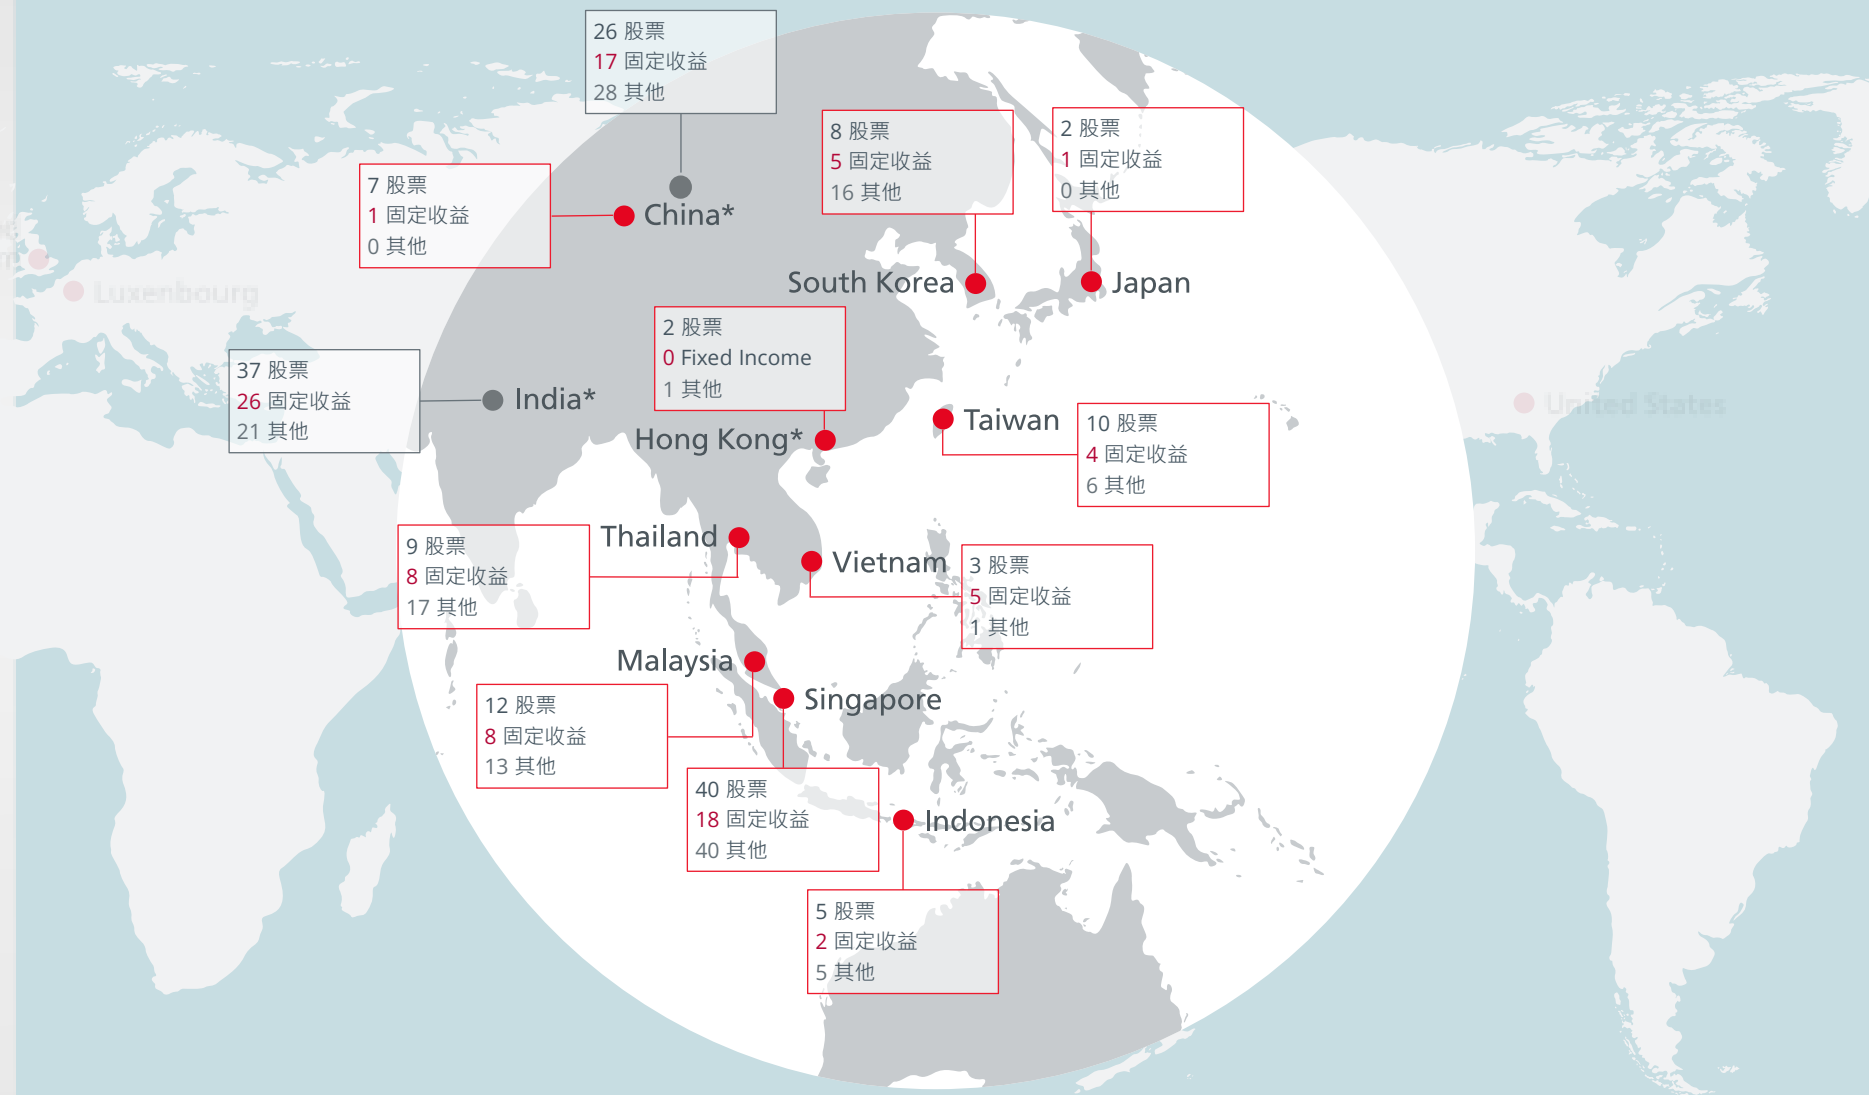 26 股票
17 固定收益
28 其他
7 股票
1 固定收益
0 其他
China*
8 股票
5 固定收益
16 其他
2 股票
1 固定收益
0 其他
South Korea
Japan
Luxenbourg
2 股票
0 Fixed Income
1 其他
Hong Kong*
37 股票
26 固定收益
21 其他
India*
Taiwan
10 股票
4 固定收益
6 其他
United States
Thailand
9 股票
8 固定收益
17 其他
Vietnam
3 股票
5 固定收益
1 其他
Malaysia
12 股票
8 固定收益
13 其他
Singapore
40 股票
18 固定收益
40 其他
Indonesia
5 股票
2 固定收益
5 其他